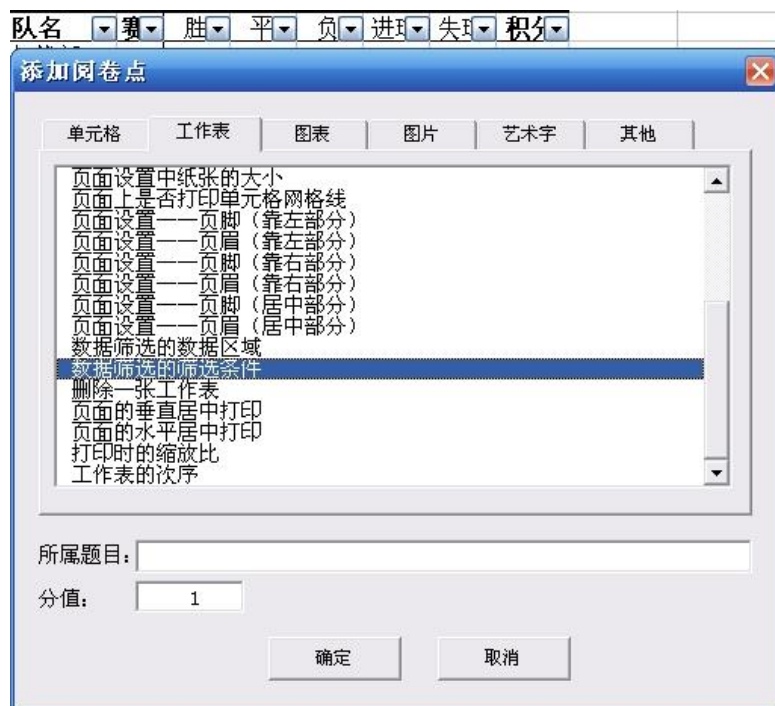 队名 赛 胜 平 负 进球 失球 积分
添加阅卷点
单元格 工作表 图表 图片 艺术字 其他
页面设置中纸张的大小
页面上是否打印单元格网格线
页面设置——页脚（靠左部分）
页面设置——页眉（靠左部分）
页面设置——页脚（靠右部分）
页面设置——页眉（靠右部分）
页面设置——页脚（居中部分）
页面设置——页眉（居中部分）
数据筛选的数据区域
数据筛选的筛选条件
删除一张工作表
页面的垂直居中打印
页面的水平居中打印
打印时的缩放比
工作表的次序
所属题目：
分值： 1
确定 取消